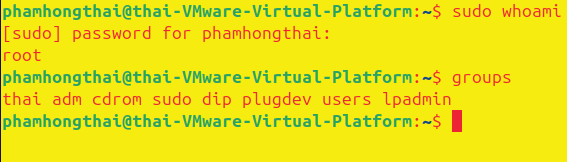 phamhongthai@thai-VMware-Virtual-Platform:~$ sudo whoami
[sudo] password for phamhongthai:
root
phamhongthai@thai-VMware-Virtual-Platform:~$ groups
thai adm cdrom sudo dip plugdev users lpadmin
phamhongthai@thai-VMware-Virtual-Platform:~$